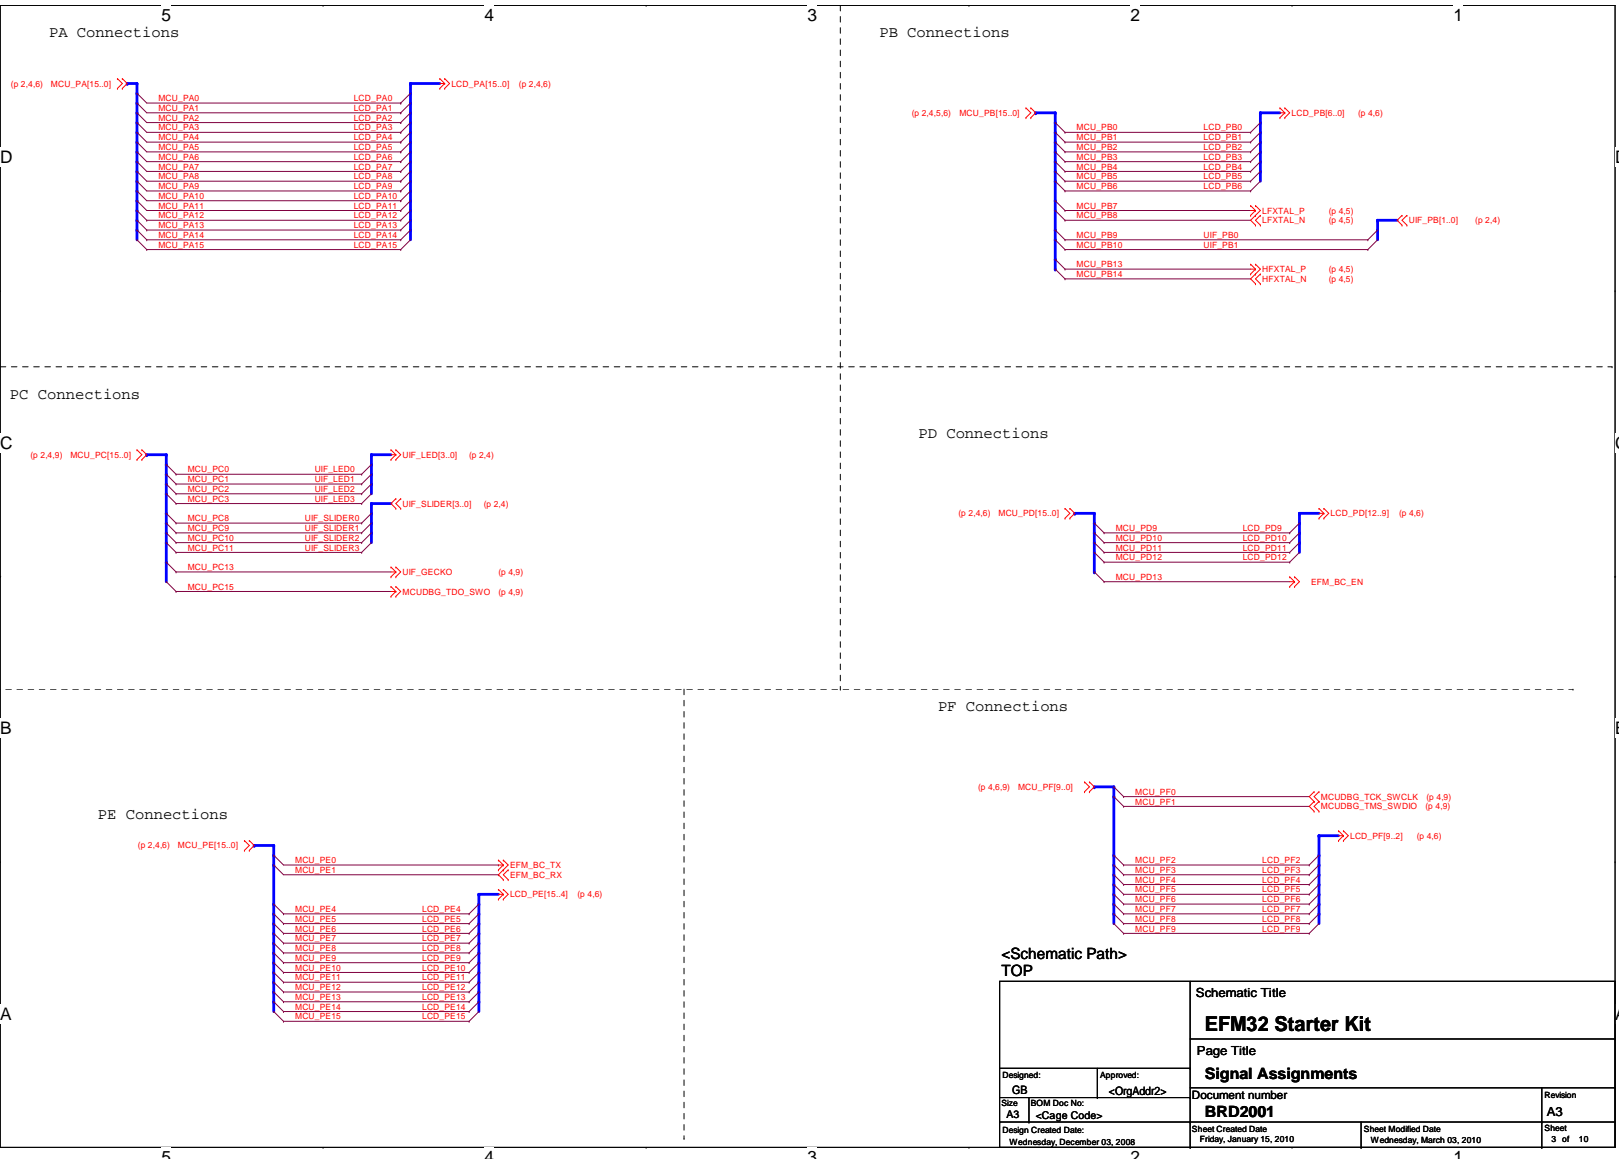 5 4 3 2 1
PA Connections
(p 2,4,6) MCU_PA[15..0]
LCD_PA[15..0] (p 2,4,6)
MCU_PA0 LCD_PA0
MCU_PA1 LCD_PA1
MCU_PA2 LCD_PA2
MCU_PA3 LCD_PA3
MCU_PA4 LCD_PA4
MCU_PA5 LCD_PA5
MCU_PA6 LCD_PA6
MCU_PA7 LCD_PA7
MCU_PA8 LCD_PA8
MCU_PA9 LCD_PA9
MCU_PA10 LCD_PA10
MCU_PA11 LCD_PA11
MCU_PA12 LCD_PA12
MCU_PA13 LCD_PA13
MCU_PA14 LCD_PA14
MCU_PA15 LCD_PA15
D
PB Connections
(p 2,4,5,6) MCU_PB[15..0]
LCD_PB[6..0] (p 4,6)
MCU_PB0 LCD_PB0
MCU_PB1 LCD_PB1
MCU_PB2 LCD_PB2
MCU_PB3 LCD_PB3
MCU_PB4 LCD_PB4
MCU_PB5 LCD_PB5
MCU_PB6 LCD_PB6
MCU_PB7 LFXTAL_P (p 4,5)
MCU_PB8 LFXTAL_N (p 4,5)
UIF_PB[1..0] (p 2,4)
MCU_PB9 UIF_PB0
MCU_PB10 UIF_PB1
MCU_PB13 HFXTAL_P (p 4,5)
MCU_PB14 HFXTAL_N (p 4,5)
PC Connections
C
(p 2,4,9) MCU_PC[15..0]
UIF_LED[3..0] (p 2,4)
MCU_PC0 UIF_LED0
MCU_PC1 UIF_LED1
MCU_PC2 UIF_LED2
MCU_PC3 UIF_LED3
UIF_SLIDER[3..0] (p 2,4)
MCU_PC8 UIF_SLIDER0
MCU_PC9 UIF_SLIDER1
MCU_PC10 UIF_SLIDER2
MCU_PC11 UIF_SLIDER3
MCU_PC13 UIF_GECKO (p 4,9)
MCU_PC15 MCUDBG_TDO_SWO (p 4,9)
PD Connections
(p 2,4,6) MCU_PD[15..0]
LCD_PD[12..9] (p 4,6)
MCU_PD9 LCD_PD9
MCU_PD10 LCD_PD10
MCU_PD11 LCD_PD11
MCU_PD12 LCD_PD12
MCU_PD13 EFM_BC_EN
B
PE Connections
(p 2,4,6) MCU_PE[15..0]
MCU_PE0 EFM_BC_TX
MCU_PE1 EFM_BC_RX
LCD_PE[15..4] (p 4,6)
MCU_PE4 LCD_PE4
MCU_PE5 LCD_PE5
MCU_PE6 LCD_PE6
MCU_PE7 LCD_PE7
MCU_PE8 LCD_PE8
MCU_PE9 LCD_PE9
MCU_PE10 LCD_PE10
MCU_PE11 LCD_PE11
MCU_PE12 LCD_PE12
MCU_PE13 LCD_PE13
MCU_PE14 LCD_PE14
MCU_PE15 LCD_PE15
A
PF Connections
(p 4,6,9) MCU_PF[9..0]
MCU_PF0 MCUDBG_TCK_SWCLK (p 4,9)
MCU_PF1 MCUDBG_TMS_SWDIO (p 4,9)
LCD_PF[9..2] (p 4,6)
MCU_PF2 LCD_PF2
MCU_PF3 LCD_PF3
MCU_PF4 LCD_PF4
MCU_PF5 LCD_PF5
MCU_PF6 LCD_PF6
MCU_PF7 LCD_PF7
MCU_PF8 LCD_PF8
MCU_PF9 LCD_PF9
<Schematic Path>
TOP
Schematic Title
EFM32 Starter Kit
Page Title
Signal Assignments
Designed: Approved:
GB <OrgAddr2>
Size BOM Doc No:
A3 <Cage Code>
Document number
BRD2001
Revision
A3
Design Created Date:
Wednesday, December 03, 2008
Sheet Created Date
Friday, January 15, 2010
Sheet Modified Date
Wednesday, March 03, 2010
Sheet
3 of 10
5 4 3 2 1